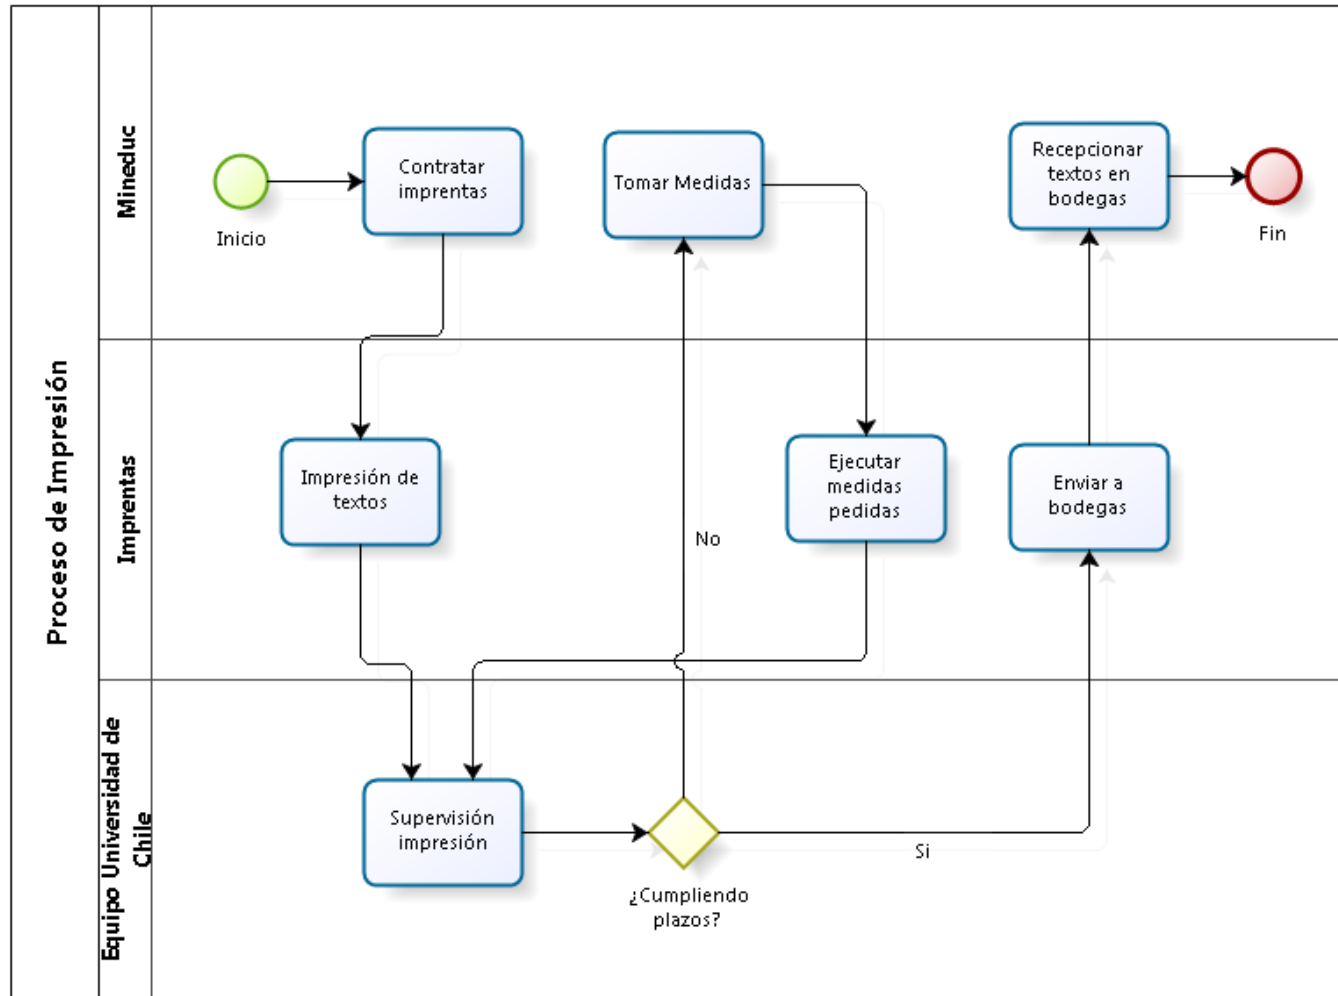 Proceso de Impresión
Mineduc
Inicio
Contratar
imprentas
Tomar Medidas
Recepcionar
textos en
bodegas
Fin
Imprentas
Impresión de
textos
No
Ejecutar
medidas
pedidas
Enviar a
bodegas
Equipo Universidad de
Chile
Supervisión
impresión
¿Cumpliendo
plazos?
Si